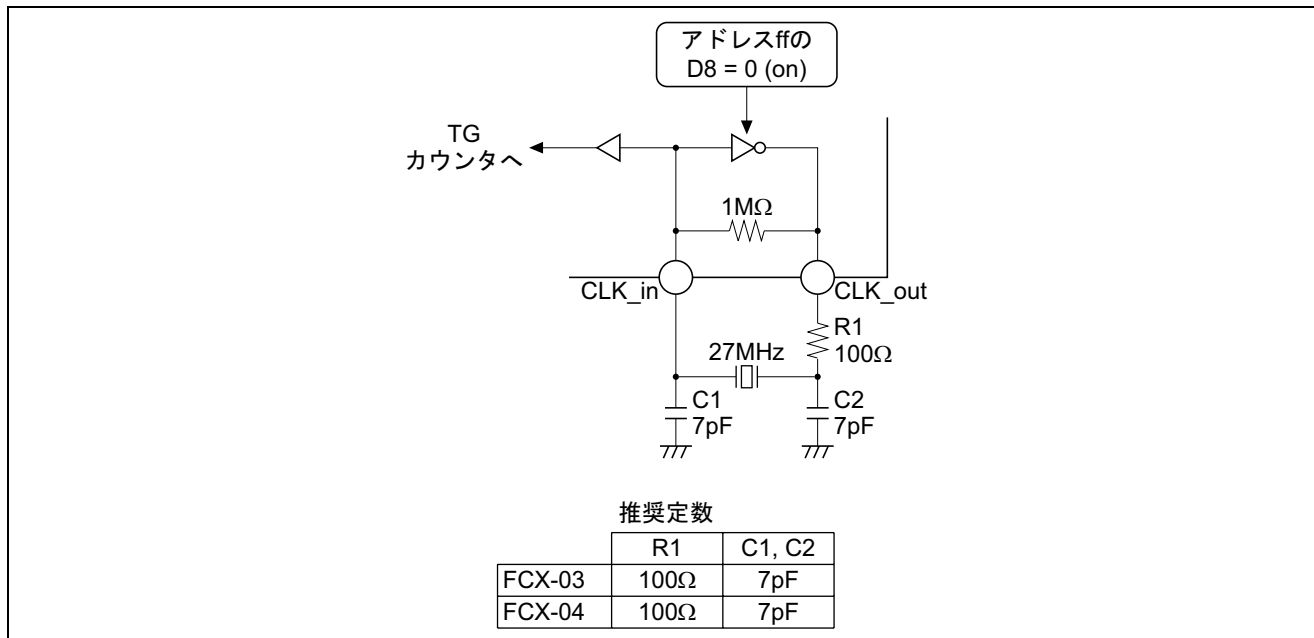 アドレスffの
D8 = 0 (on)
TG
カウンタへ
1MΩ
CLK_in
CLK_out
R1
100Ω
27MHz
C1
7pF
C2
7pF
推奨定数
R1 C1, C2
FCX-03 100Ω 7pF
FCX-04 100Ω 7pF